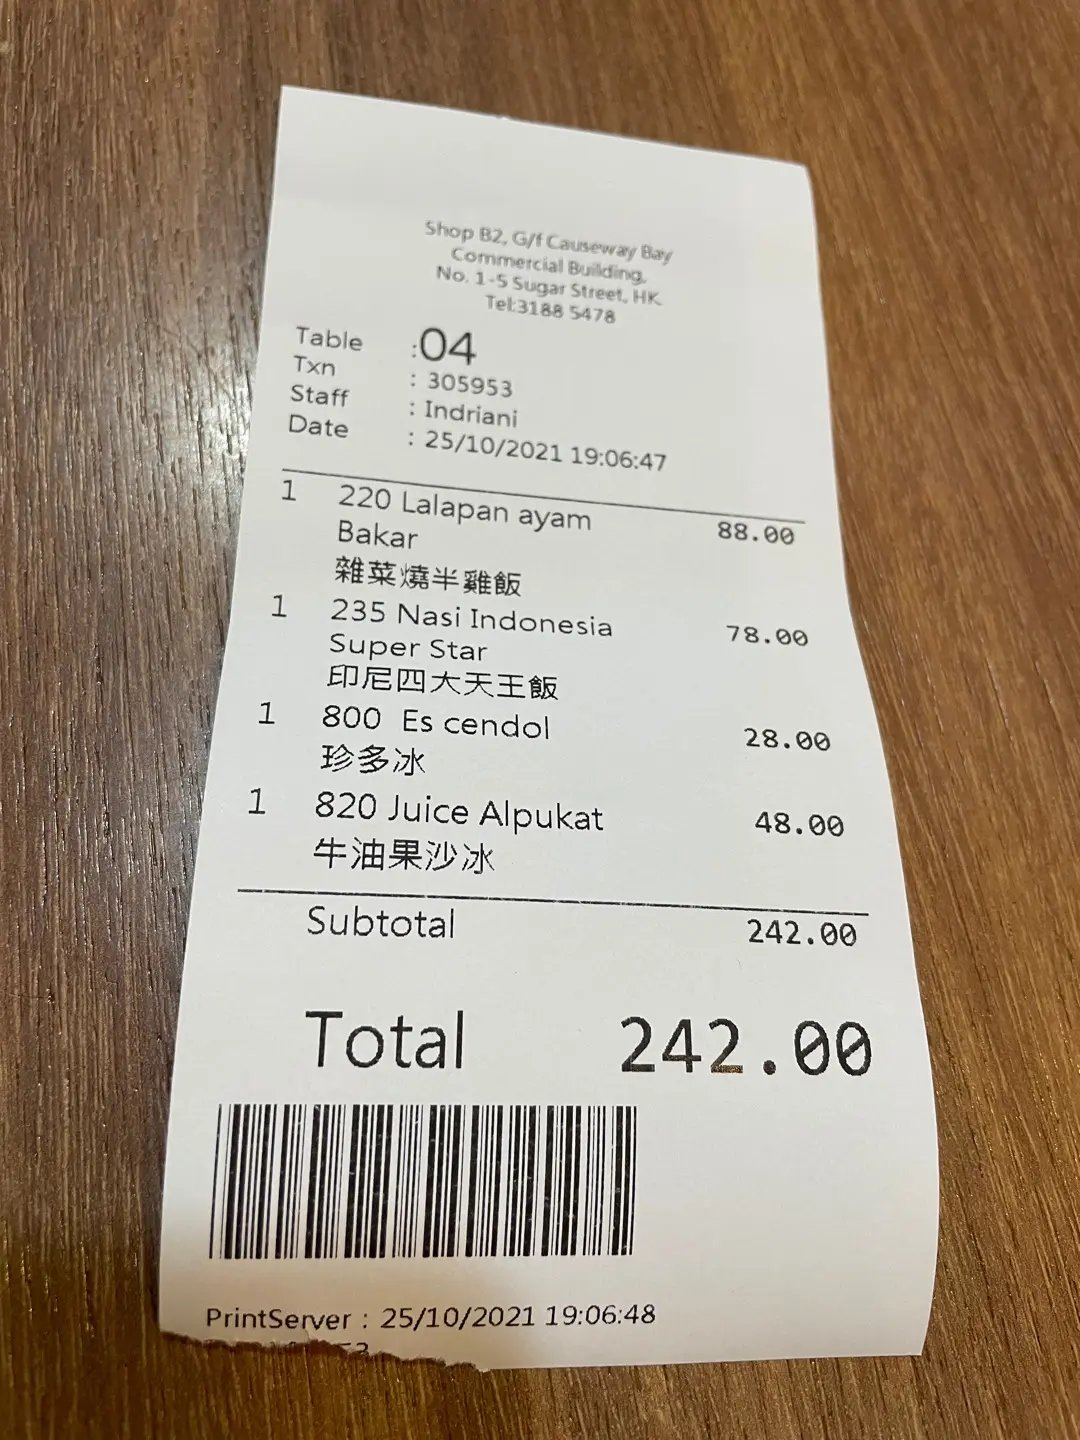 Shop B2, G/f Causeway Bay
Commercial Building,
No. 1-5 Sugar Street, HK
Tel:3188 5478
Table :04
Txn : 305953
Staff : Indriani
Date : 25/10/2021 19:06:47
1 220 Lalapan ayam 88.00
Bakar
雜菜燒半雞飯
1 235 Nasi Indonesia 78.00
Super Star
印尼四大天王飯
1 800 Es cendol 28.00
珍多冰
1 820 Juice Alpukat 48.00
牛油果沙冰
Subtotal 242.00
Total 242.00
PrintServer : 25/10/2021 19:06:48